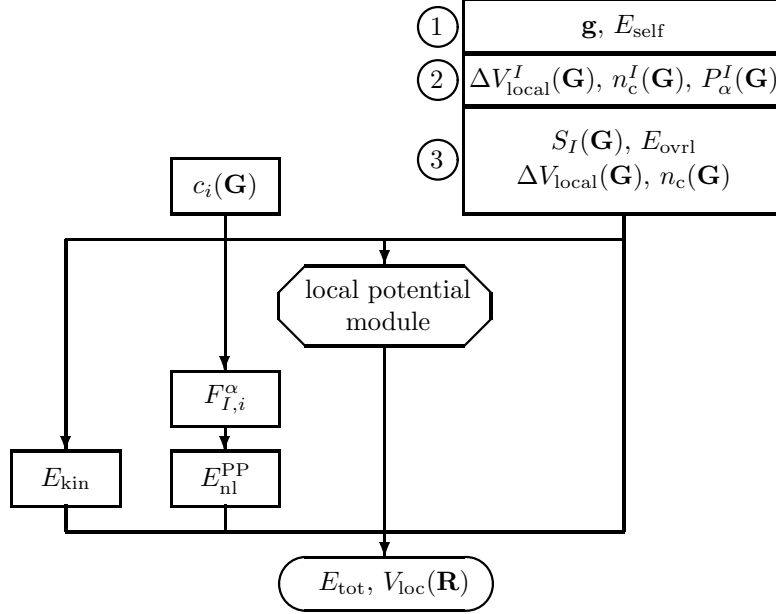 ① g, E_self
② ΔV^I_local(G), n^I_c(G), P^I_α(G)
③ S_I(G), E_ovrl
ΔV_local(G), n_c(G)
c_i(G)
local potential
module
F^α_{I,i}
E_kin
E^PP_nl
E_tot, V_loc(R)